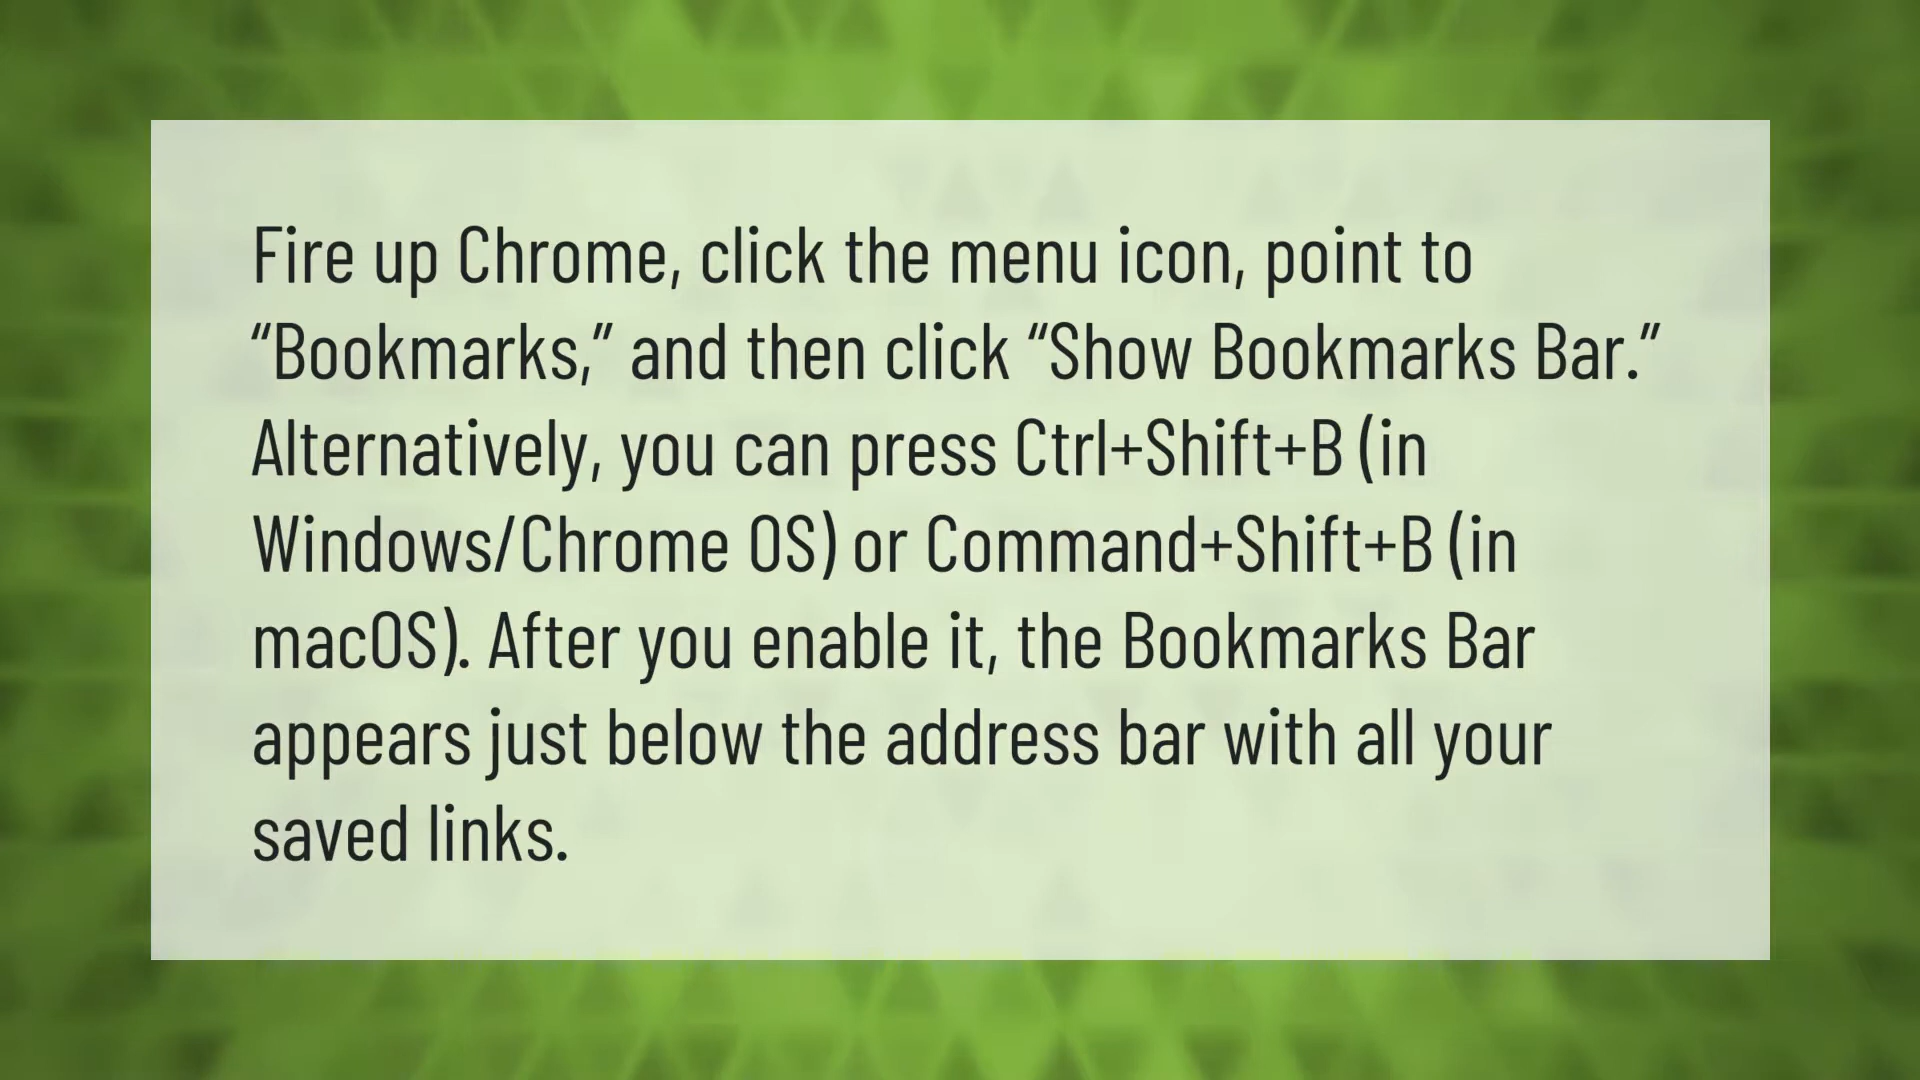 Fire up Chrome, click the menu icon, point to
“Bookmarks,” and then click “Show Bookmarks Bar.”
Alternatively, you can press Ctrl+Shift+B (in
Windows/Chrome OS) or Command+Shift+B (in
macOS). After you enable it, the Bookmarks Bar
appears just below the address bar with all your
saved links.